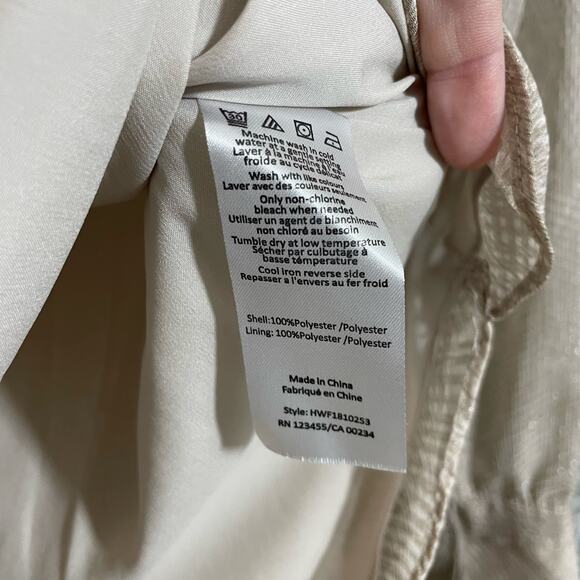 30
Machine wash in cold
water at a gentle setting
Laver à la machine à l'eau
froide au cycle délicat
Wash with like colours
Laver avec des couleurs seulement
Only non-chlorine
bleach when needed
Utiliser un agent de blanchiment
non chloré au besoin
Tumble dry at low temperature
Sécher par culbutage à
basse température
Cool iron reverse side
Repasser a l'envers au fer froid
Shell:100%Polyester /Polyester
Lining: 100%Polyester /Polyester
Made in China
Fabriqué en Chine
Style: HWF1810253
RN 123455/CA 00234